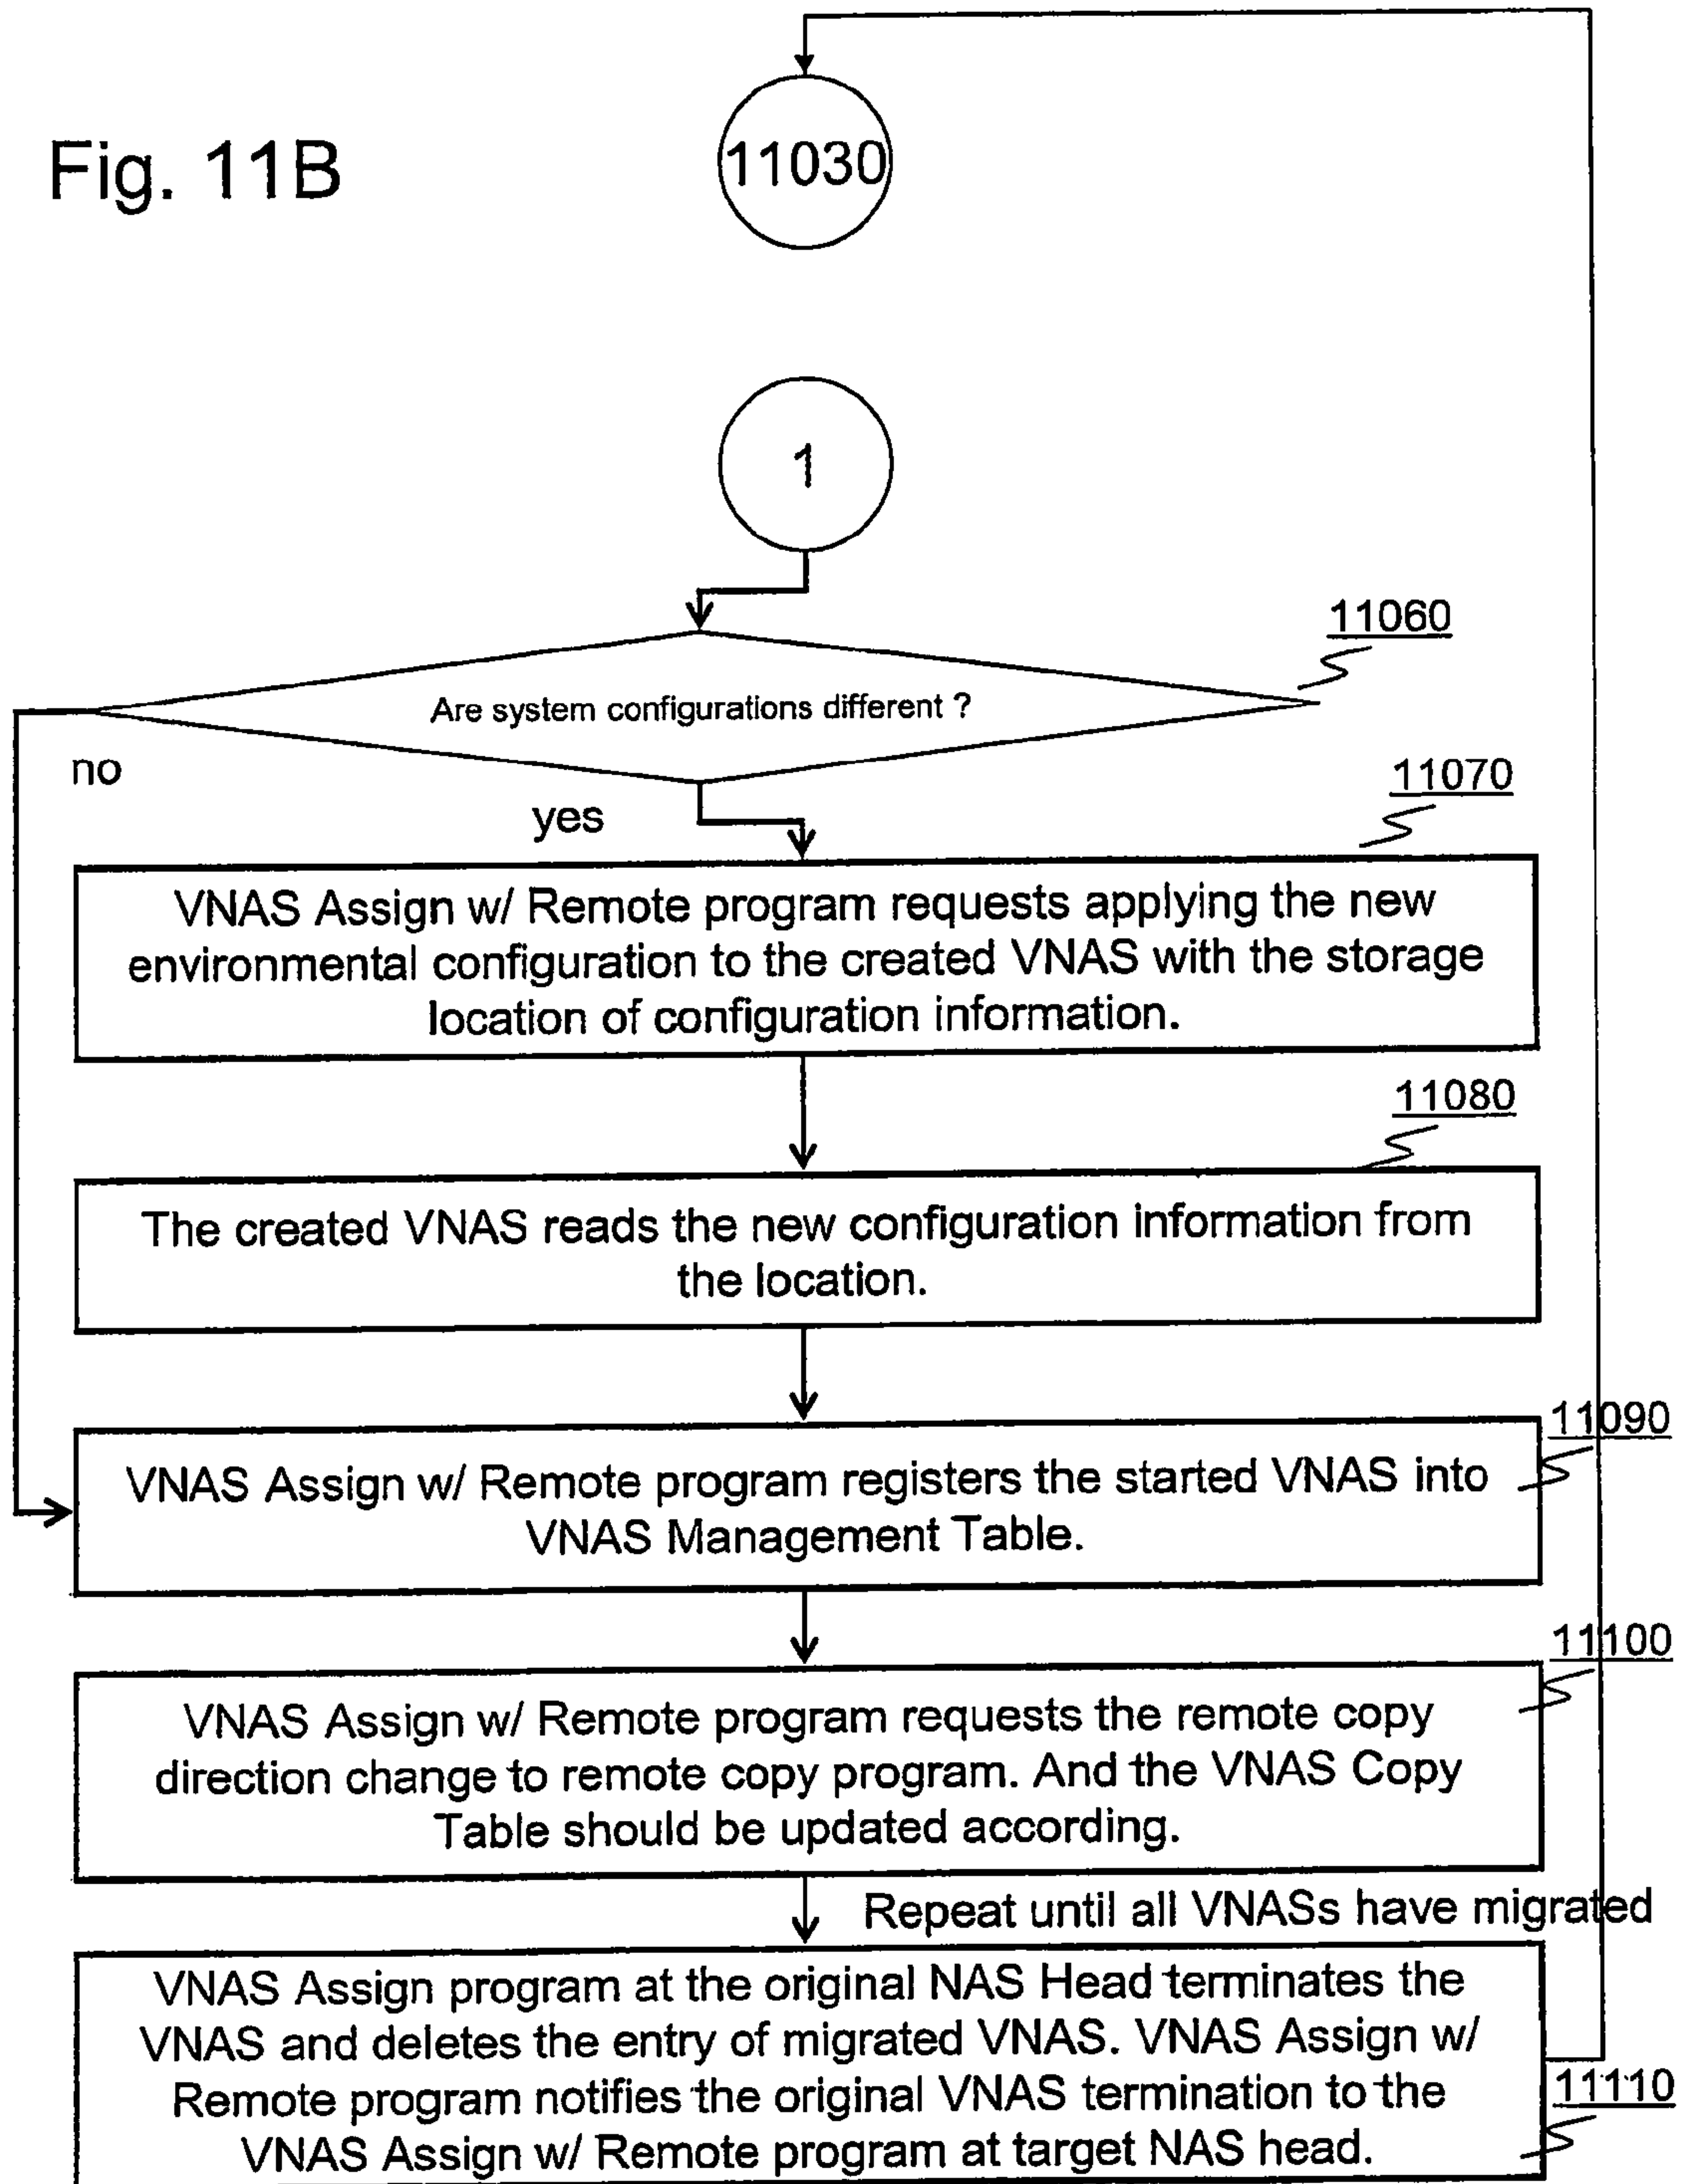 Fig. 11B
11030
1
11060
Are system configurations different ?
no
yes
11070
VNAS Assign w/ Remote program requests applying the new
environmental configuration to the created VNAS with the storage
location of configuration information.
11080
The created VNAS reads the new configuration information from
the location.
11090
VNAS Assign w/ Remote program registers the started VNAS into
VNAS Management Table.
11100
VNAS Assign w/ Remote program requests the remote copy
direction change to remote copy program. And the VNAS Copy
Table should be updated according.
Repeat until all VNASs have migrated
VNAS Assign program at the original NAS Head terminates the
VNAS and deletes the entry of migrated VNAS. VNAS Assign w/
Remote program notifies the original VNAS termination to the
VNAS Assign w/ Remote program at target NAS head.
11110